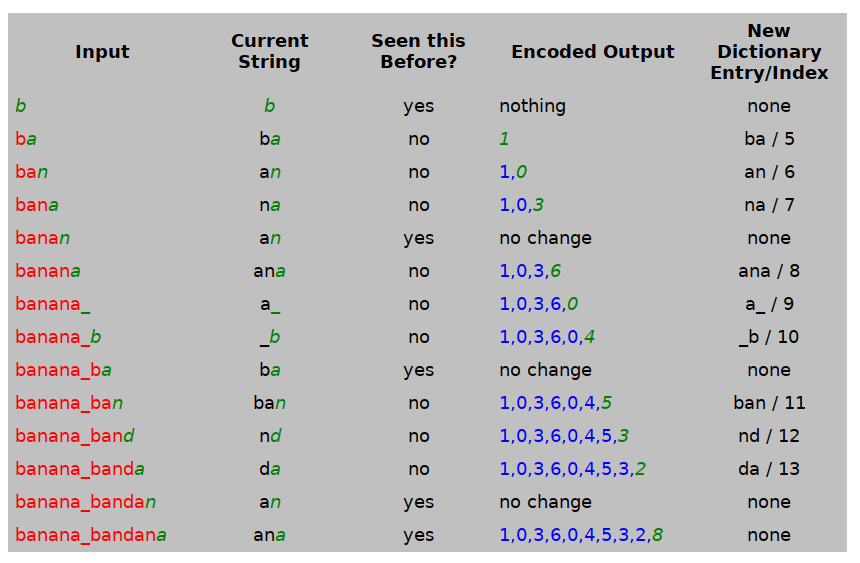 Input Current String Seen this Before? Encoded Output New Dictionary Entry/Index
b b yes nothing none
ba ba no 1 ba / 5
ban an no 1,0 an / 6
bana na no 1,0,3 na / 7
banan an yes no change none
banana ana no 1,0,3,6 ana / 8
banana_ a_ no 1,0,3,6,0 a_ / 9
banana_b _b no 1,0,3,6,0,4 _b / 10
banana_ba ba yes no change none
banana_ban ban no 1,0,3,6,0,4,5 ban / 11
banana_band nd no 1,0,3,6,0,4,5,3 nd / 12
banana_banda da no 1,0,3,6,0,4,5,3,2 da / 13
banana_bandan an yes no change none
banana_bandana ana yes 1,0,3,6,0,4,5,3,2,8 none